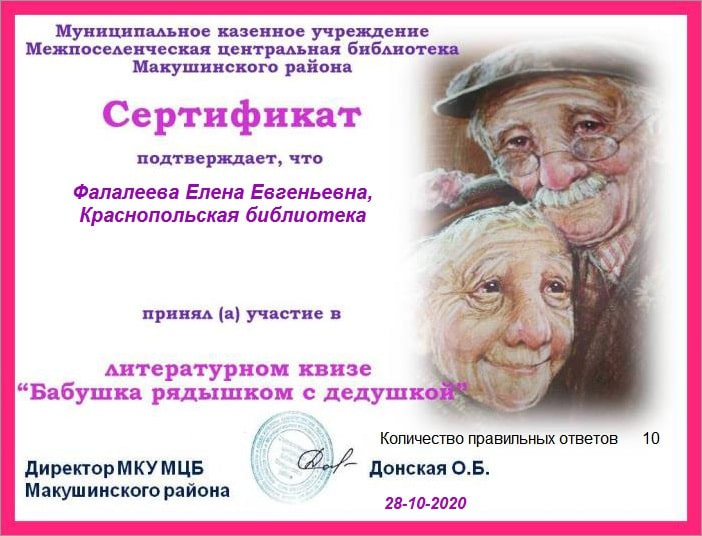 Муниципальное казенное учреждение
Межпоселенческая центральная библиотека
Макушинского района
Сертификат
подтверждает, что
Фалалеева Елена Евгеньевна,
Краснопольская библиотека
принял (а) участие в
литературном квизе
“Бабушка рядышком с дедушкой”
Количество правильных ответов 10
Директор МКУ МЦБ Донская О.Б.
Макушинского района
28-10-2020